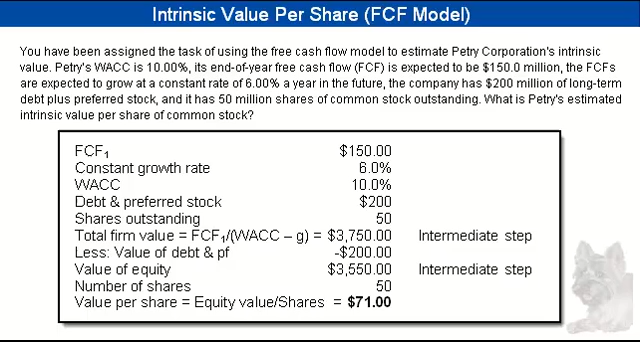 Intrinsic Value Per Share (FCF Model)
You have been assigned the task of using the free cash flow model to estimate Petry Corporation's intrinsic
value. Petry's WACC is 10.00%, its end-of-year free cash flow (FCF) is expected to be $150.0 million, the FCFs
are expected to grow at a constant rate of 6.00% a year in the future, the company has $200 million of long-term
debt plus preferred stock, and it has 50 million shares of common stock outstanding. What is Petry's estimated
intrinsic value per share of common stock?
FCF₁ $150.00
Constant growth rate 6.0%
WACC 10.0%
Debt & preferred stock $200
Shares outstanding 50
Total firm value = FCF₁/(WACC – g) = $3,750.00 Intermediate step
Less: Value of debt & pf -$200.00
Value of equity $3,550.00 Intermediate step
Number of shares 50
Value per share = Equity value/Shares = $71.00